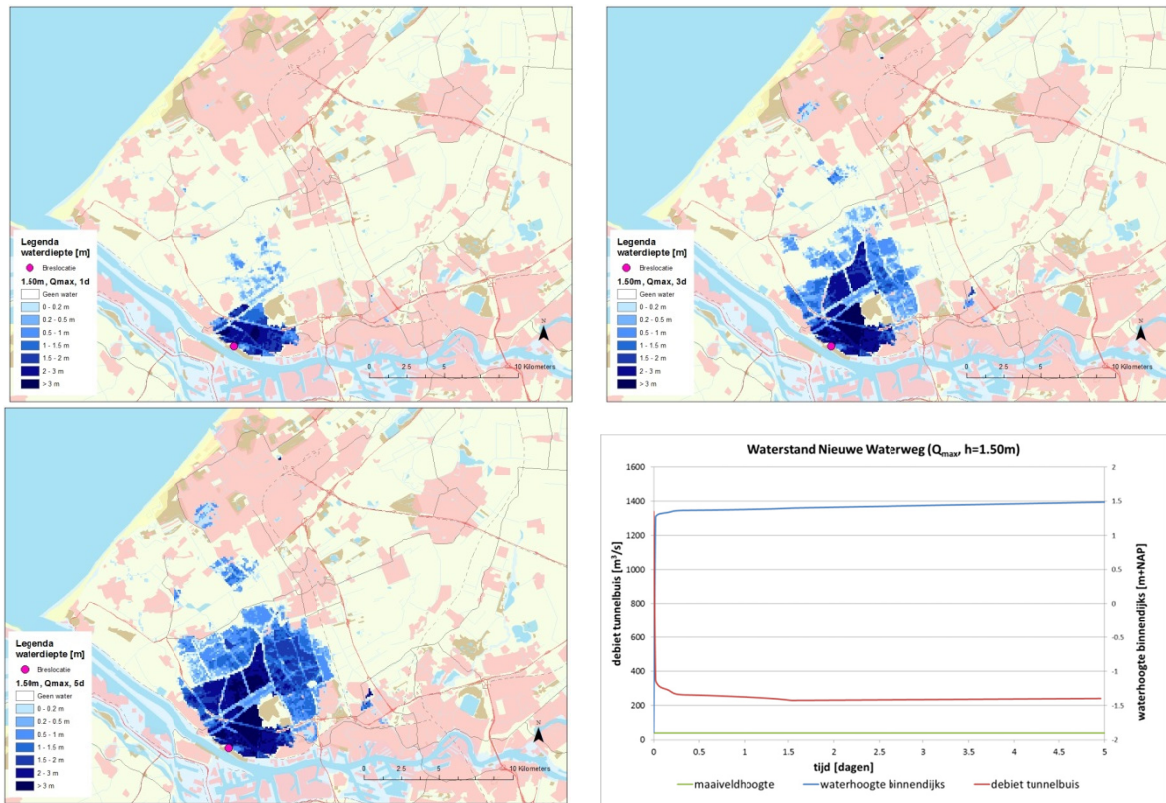 Legenda
waterdiepte [m]
Breslocatie
1.50m, Qmax, 1d
Geen water
0 - 0.2 m
0.2 - 0.5 m
0.5 - 1 m
1 - 1.5 m
1.5 - 2 m
2 - 3 m
> 3 m
N
0 2.5 5 10 Kilometers
Legenda
waterdiepte [m]
Breslocatie
1.50m, Qmax, 3d
Geen water
0 - 0.2 m
0.2 - 0.5 m
0.5 - 1 m
1 - 1.5 m
1.5 - 2 m
2 - 3 m
> 3 m
N
0 2.5 5 10 Kilometers
Legenda
waterdiepte [m]
Breslocatie
1.50m, Qmax, 5d
Geen water
0 - 0.2 m
0.2 - 0.5 m
0.5 - 1 m
1 - 1.5 m
1.5 - 2 m
2 - 3 m
> 3 m
N
0 2.5 5 10 Kilometers
Waterstand Nieuwe Waterweg (Qmax, h=1.50m)
debiet tunnelbuis [m³/s]
1600
1400
1200
1000
800
600
400
200
0
2
1.5
1
0.5
0
-0.5
-1
-1.5
-2
waterhoogte binnendijks [m+NAP]
0 0.5 1 1.5 2 2.5 3 3.5 4 4.5 5
tijd [dagen]
maaiveldhoogte waterhoogte binnendijks debiet tunnelbuis